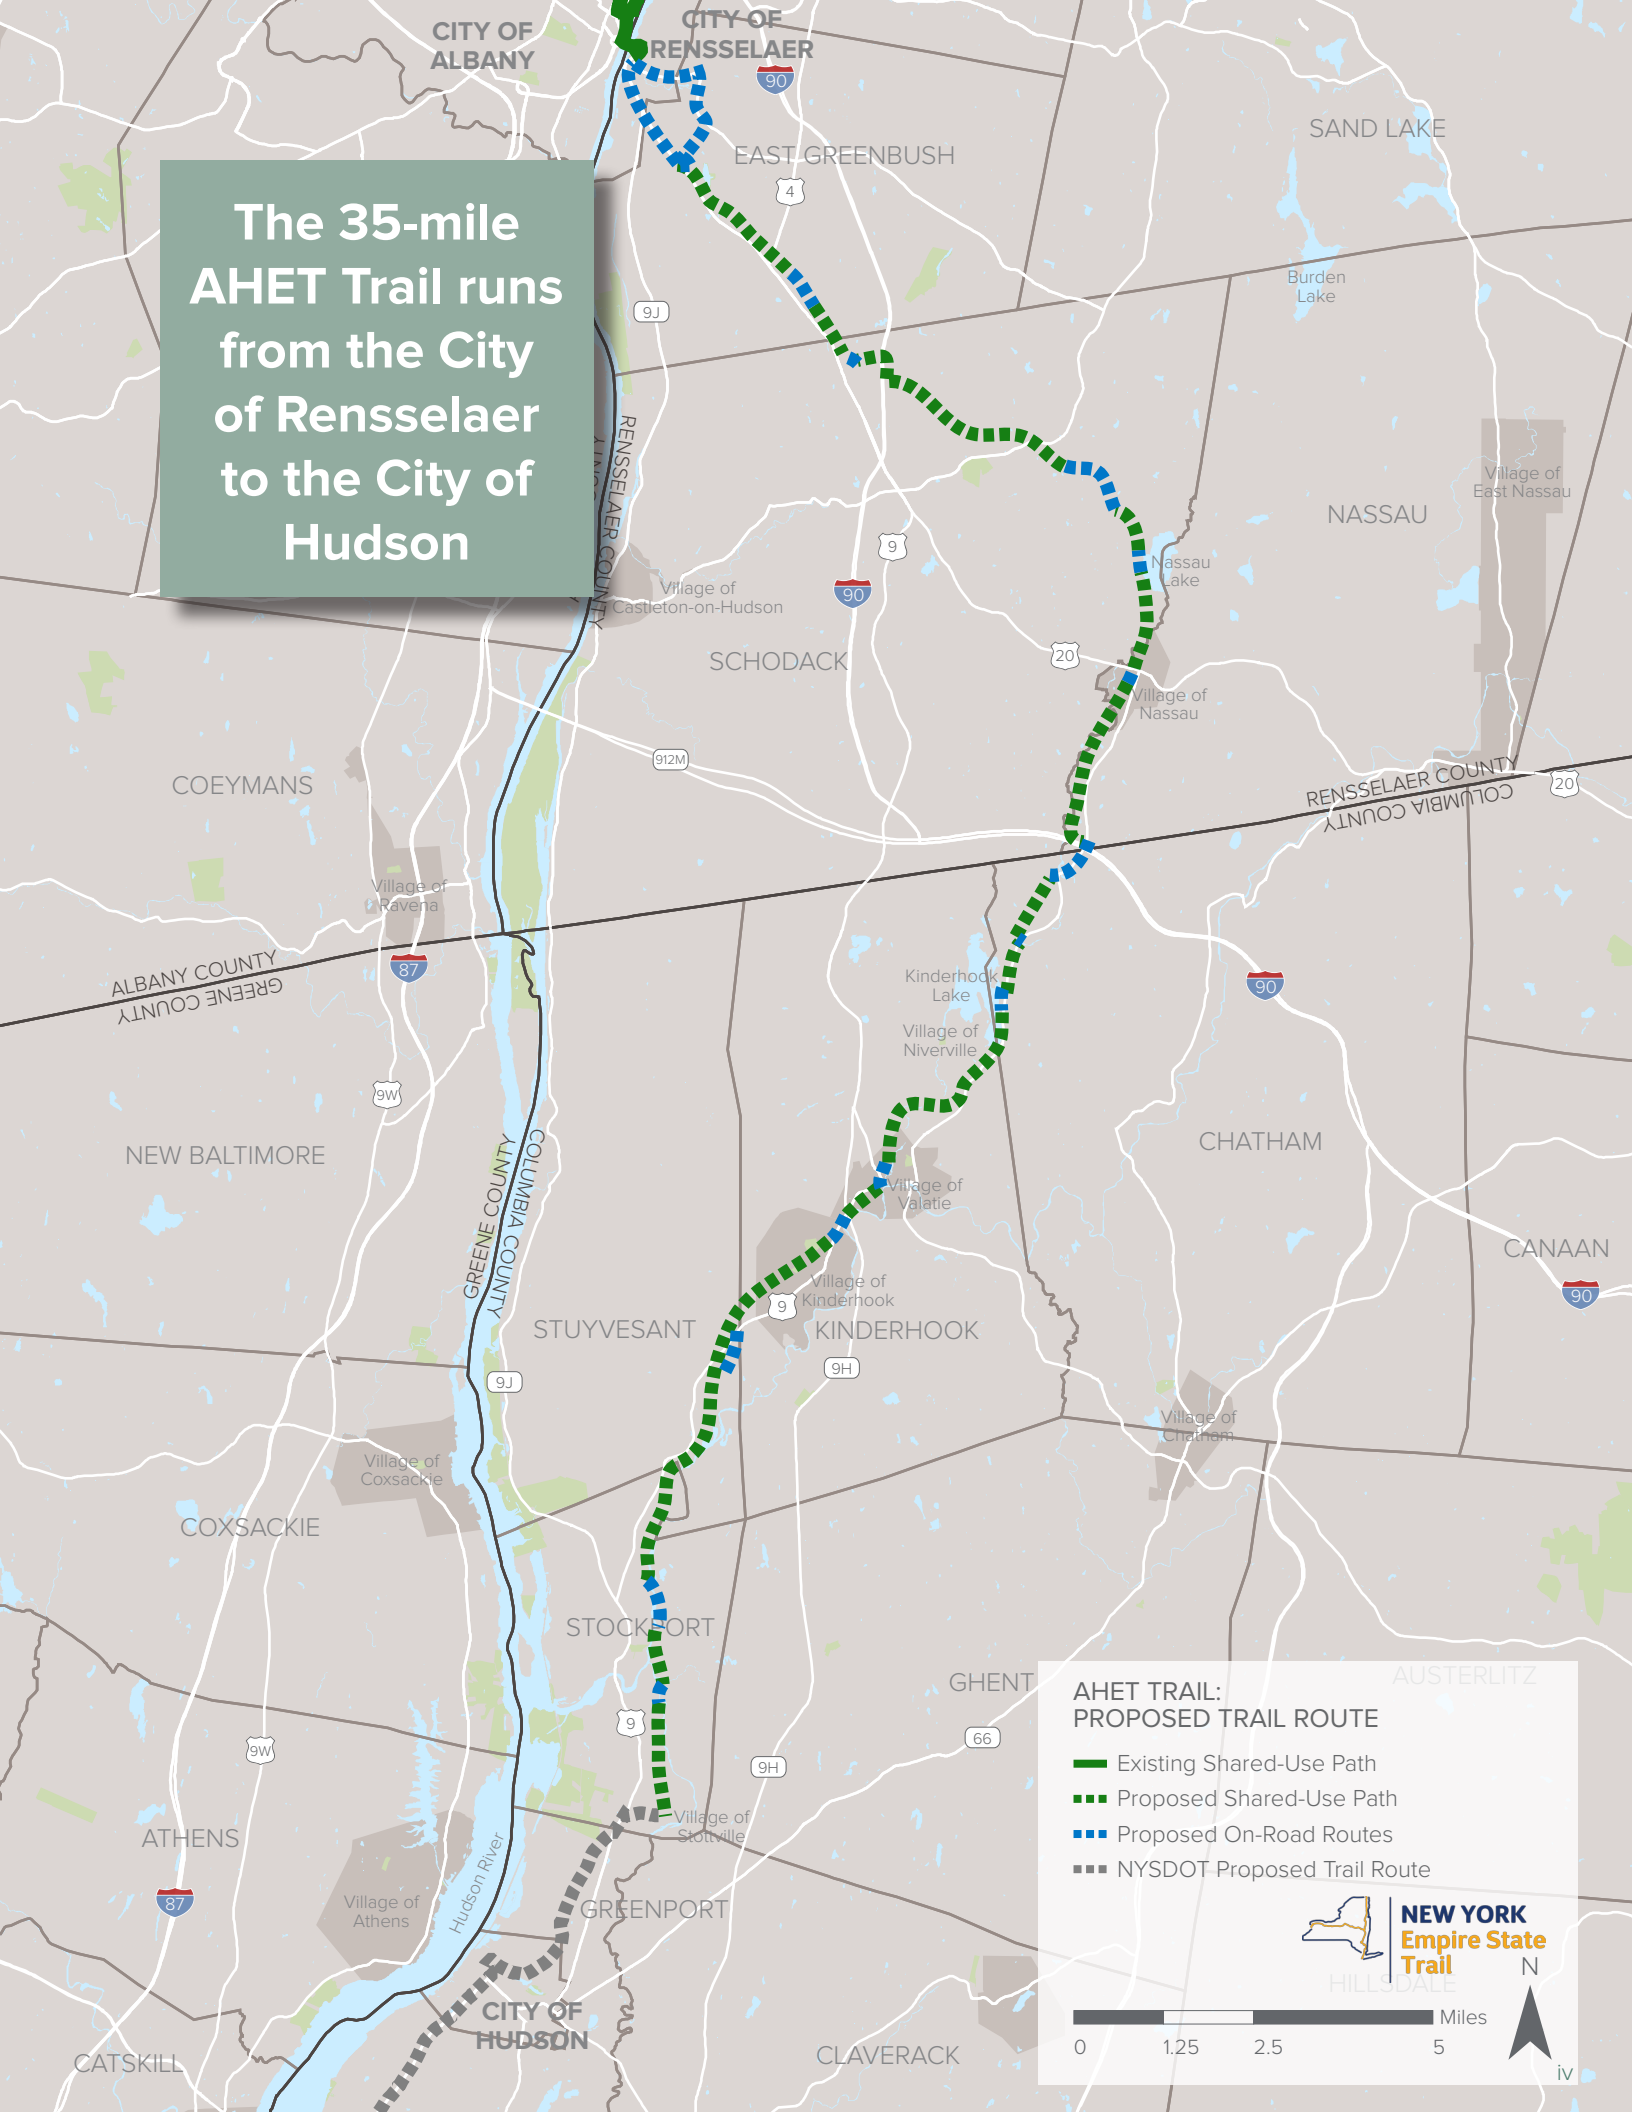 CITY OF
ALBANY
CITY OF
RENSSELAER
90
SAND LAKE
EAST GREENBUSH
4
The 35-mile
AHET Trail runs
from the City
of Rensselaer
to the City of
Hudson
Burden
Lake
9J
RENSSELAER COUNTY
Village of
East Nassau
NASSAU
9
Nassau
Lake
90
Village of
Castleton-on-Hudson
SCHODACK
20
Village of
Nassau
912M
RENSSELAER COUNTY
COLUMBIA COUNTY
20
COEYMANS
Village of
Ravena
ALBANY COUNTY
GREENE COUNTY
87
Kinderhook
Lake
90
Village of
Niverville
9W
NEW BALTIMORE
GREENE COUNTY
COLUMBIA COUNTY
CHATHAM
Village of
Valatie
CANAAN
90
Village of
Kinderhook
9
STUYVESANT
KINDERHOOK
9J
9H
Village of
Chatham
Village of
Coxsackie
COXSACKIE
STOCKPORT
GHENT
AUSTERLITZ
9
66
9W
9H
Village of
Stottville
ATHENS
87
Village of
Athens
Hudson River
GREENPORT
CITY OF
HUDSON
CATSKILL
CLAVERACK
AHET TRAIL:
PROPOSED TRAIL ROUTE
Existing Shared-Use Path
Proposed Shared-Use Path
Proposed On-Road Routes
NYSDOT Proposed Trail Route
NEW YORK
Empire State
Trail
HILLSDALE
N
Miles
0 1.25 2.5 5
iv